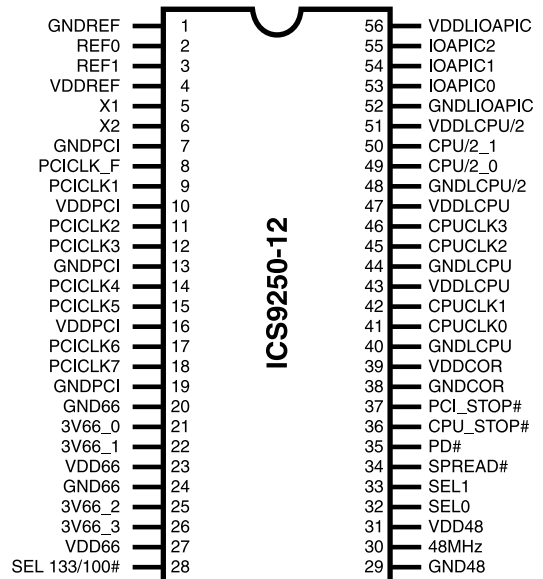 GNDREF 1 56 VDDLIOAPIC
REF0 2 55 IOAPIC2
REF1 3 54 IOAPIC1
VDDREF 4 53 IOAPIC0
X1 5 52 GNDLIOAPIC
X2 6 51 VDDLCPU/2
GNDPCI 7 50 CPU/2_1
PCICLK_F 8 49 CPU/2_0
PCICLK1 9 48 GNDLCPU/2
VDDPCI 10 47 VDDLCPU
PCICLK2 11 46 CPUCLK3
PCICLK3 12 45 CPUCLK2
GNDPCI 13 44 GNDLCPU
PCICLK4 14 43 VDDLCPU
PCICLK5 15 42 CPUCLK1
VDDPCI 16 41 CPUCLK0
PCICLK6 17 40 GNDLCPU
PCICLK7 18 39 VDDCOR
GNDPCI 19 38 GNDCOR
GND66 20 37 PCI_STOP#
3V66_0 21 36 CPU_STOP#
3V66_1 22 35 PD#
VDD66 23 34 SPREAD#
GND66 24 33 SEL1
3V66_2 25 32 SEL0
3V66_3 26 31 VDD48
VDD66 27 30 48MHz
SEL 133/100# 28 29 GND48
ICS9250-12